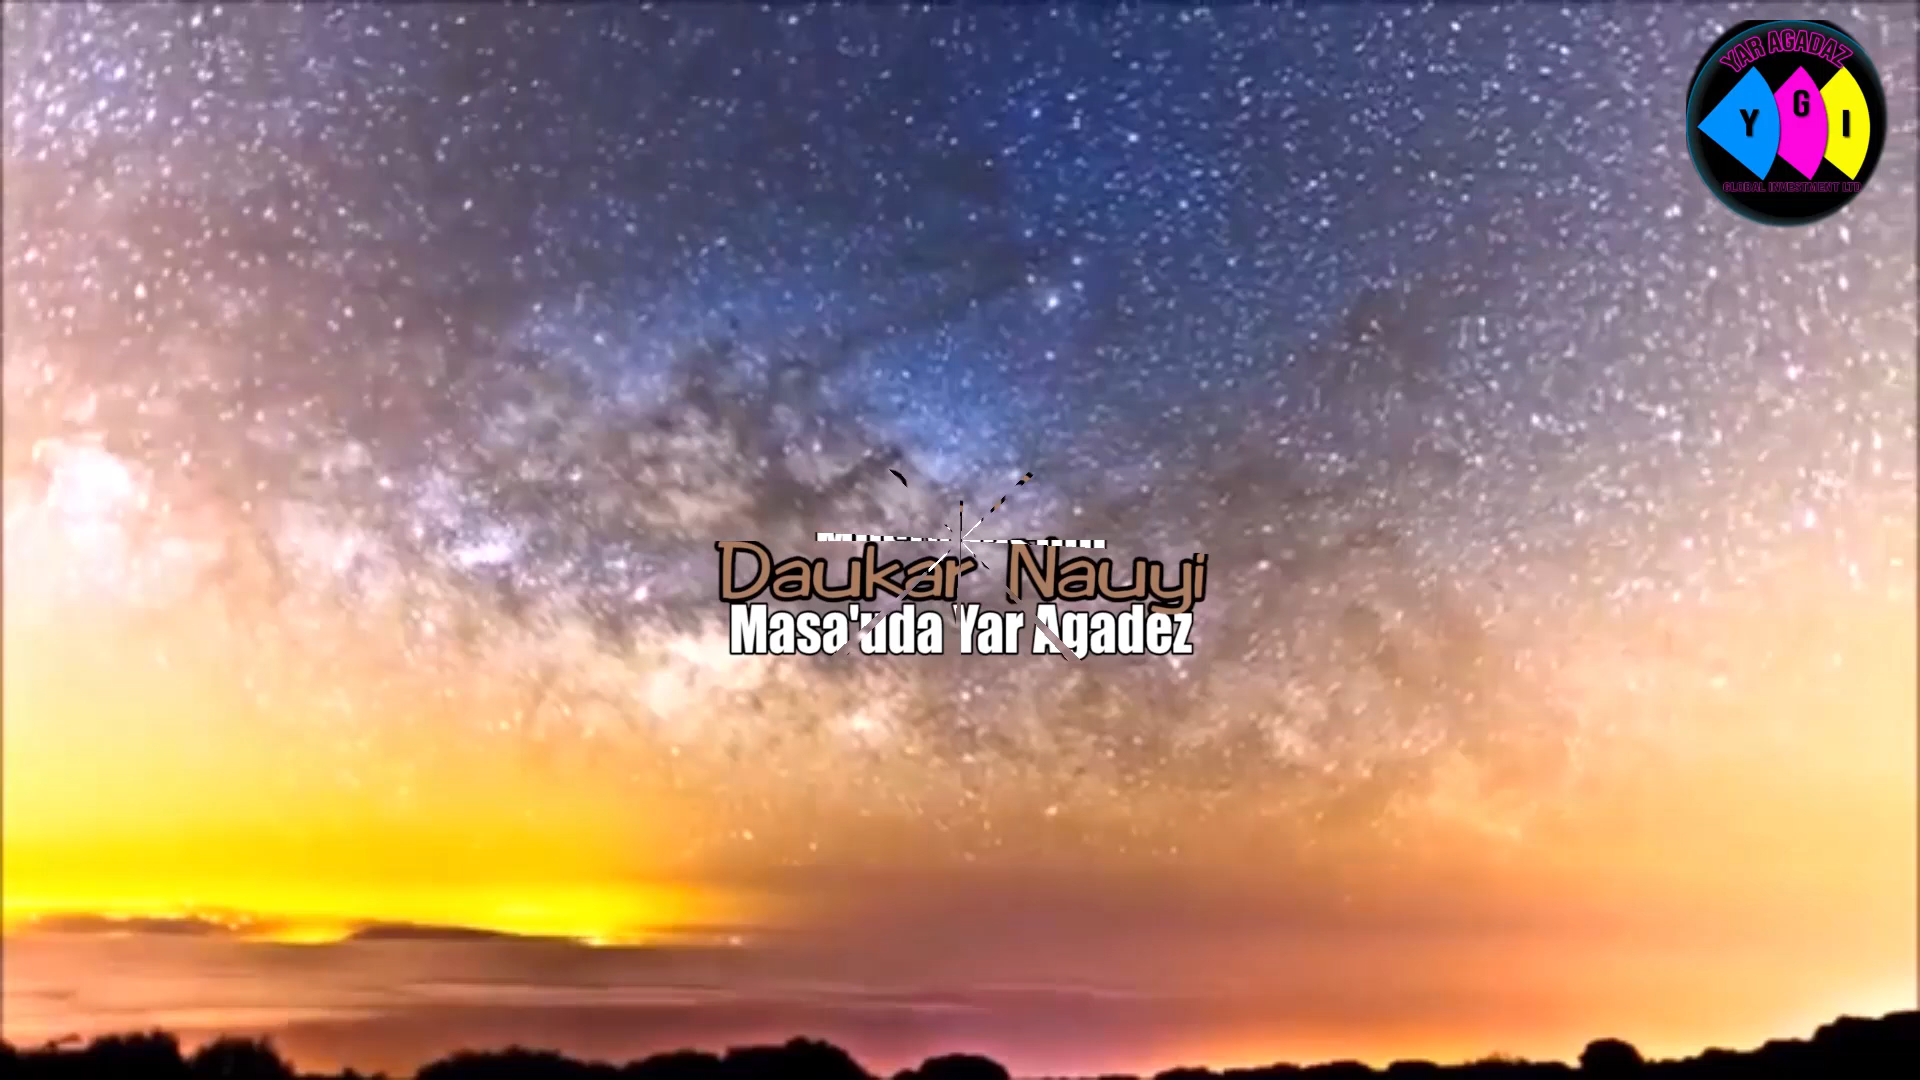 YAR AGADAZ
Y G I
GLOBAL INVESTMENT LTD
Daukar Nauyi
Masa'uda Yar Agadez